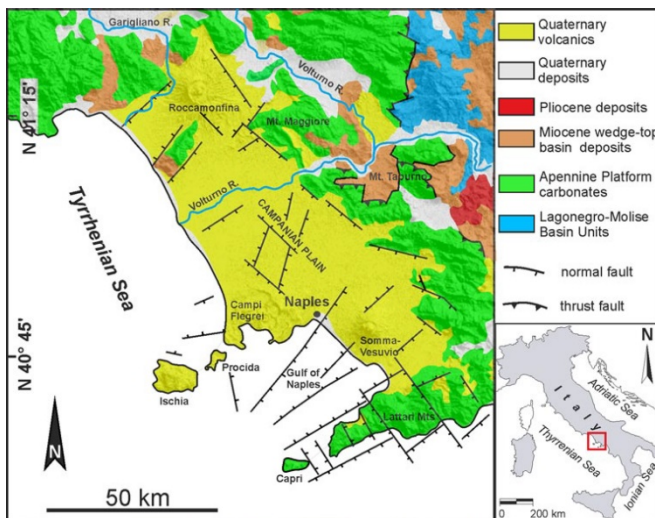 Garigliano R.
Volturno R.
Roccamonfina
Mt. Maggiore
N 41° 15'
Mt. Taburno
Volturno R.
Tyrrhenian Sea
CAMPANIAN PLAIN
Campi
Flegrei
Naples
N 40° 45'
Somma-
Vesuvio
Procida
Gulf of
Naples
Ischia
Lattari Mts.
Capri
N
50 km
Quaternary
volcanics
Quaternary
deposits
Pliocene deposits
Miocene wedge-top
basin deposits
Apennine Platform
carbonates
Lagonegro-Molise
Basin Units
normal fault
thrust fault
N
Adriatic Sea
Italy
Thyrrenian Sea
Ionian Sea
0 200 km